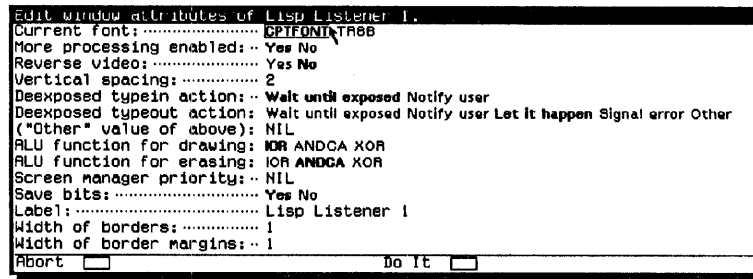 Edit window attributes of Lisp Listener 1.
Current font: ···················· CPTFONT TR8B
More processing enabled: ·· Yes No
Reverse video: ··················· Yes No
Vertical spacing: ················ 2
Deexposed typein action: ·· Wait until exposed Notify user
Deexposed typeout action: Wait until exposed Notify user Let it happen Signal error Other
("Other" value of above): NIL
ALU function for drawing: IOR ANDCA XOR
ALU function for erasing: IOR ANDCA XOR
Screen manager priority: ·· NIL
Save bits: ······················· Yes No
Label: ··························· Lisp Listener 1
Width of borders: ················ 1
Width of border margins: ·· 1
Abort Do It